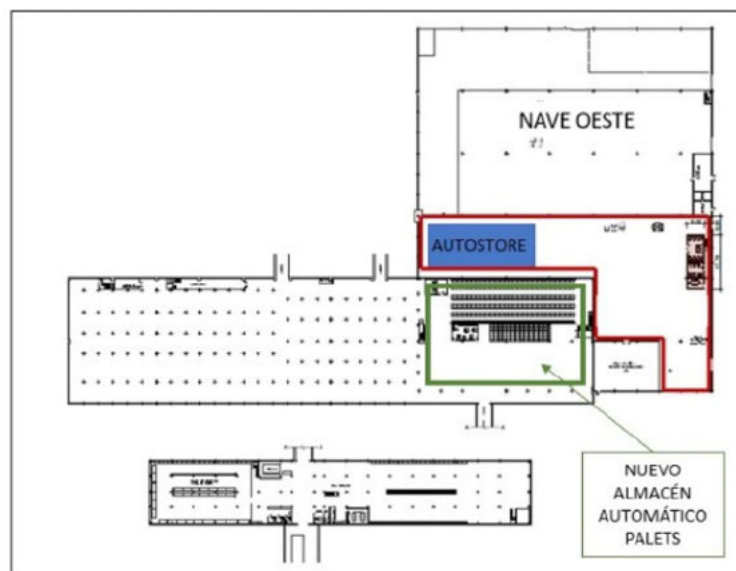 NAVE OESTE
AUTOSTORE
NUEVO
ALMACÉN
AUTOMÁTICO
PALETS